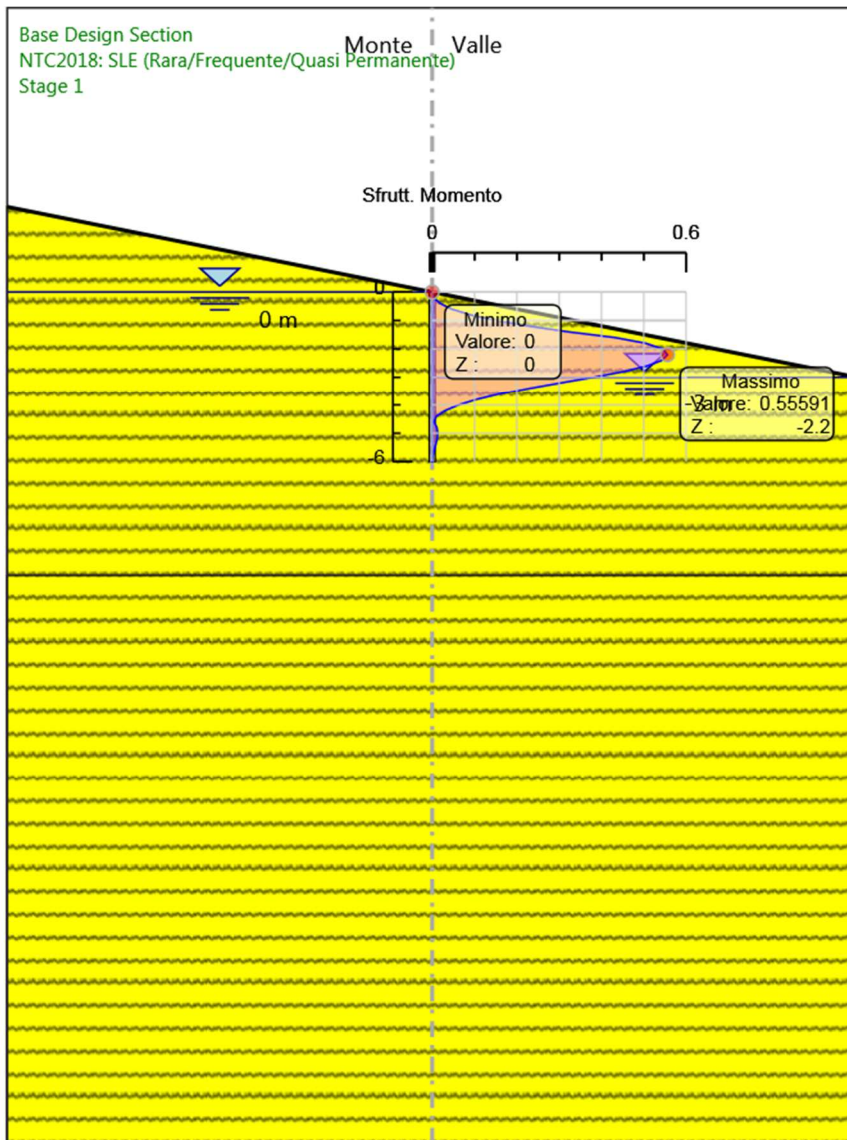 Base Design Section
Monte
Valle
NTC2018: SLE (Rara/Frequente/Quasi Permanente)
Stage 1
Sfrutt. Momento
0
0.6
0
0 m
Minimo
Valore: 0
Z : 0
Massimo
-3 m
Valore: 0.55591
Z : -2.2
-6